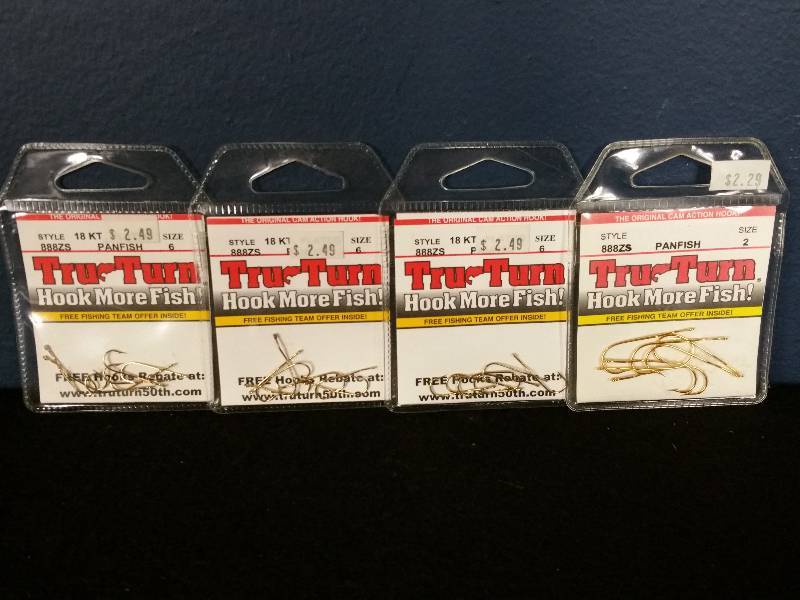 THE ORIGINAL HOOK!
STYLE 18 KT $2.49 SIZE
888ZS PANFISH 6
Tru Turn
Hook More Fish!
FREE FISHING TEAM OFFER INSIDE!
FREE Hooks Rebate at:
www.truturn50th.com
THE ORIGINAL CAM ACTION HOOK!
STYLE 18 KT $2.49 SIZE
888ZS P 6
Tru Turn
Hook More Fish!
FREE FISHING TEAM OFFER INSIDE!
FREE Hooks Rebate at:
www.truturn50th.com
THE ORIGINAL CAM ACTION HOOK!
STYLE 18 KT $2.49 SIZE
888ZS P 6
Tru Turn
Hook More Fish!
FREE FISHING TEAM OFFER INSIDE!
FREE Hooks Rebate at:
www.truturn50th.com
$2.29
THE ORIGINAL CAM ACTION HOOK!
STYLE SIZE
888ZS PANFISH 2
Tru Turn®
Hook More Fish!
FREE FISHING TEAM OFFER INSIDE!